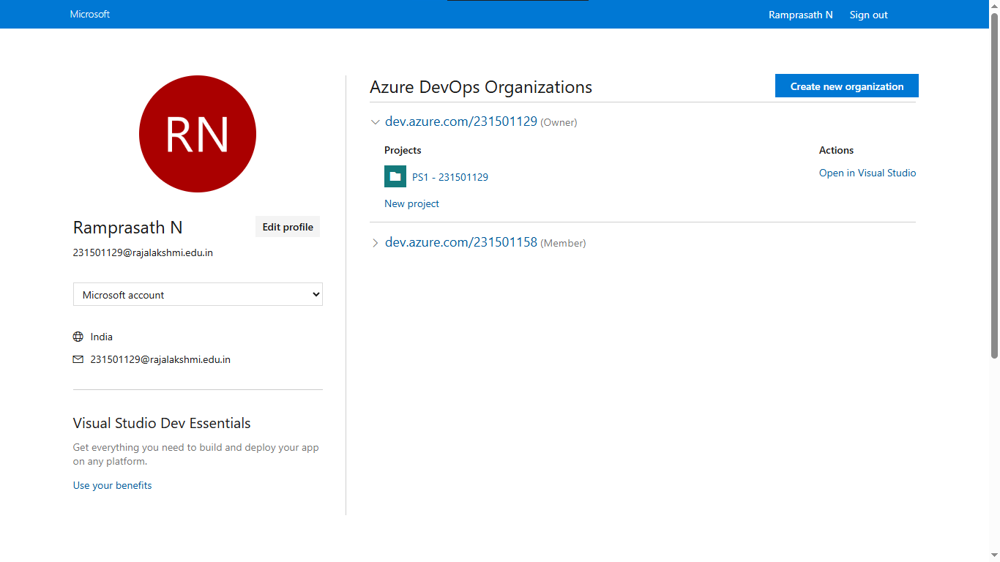 Microsoft
Ramprasath N
Sign out
RN
Ramprasath N
Edit profile
231501129@rajalakshmi.edu.in
Microsoft account
India
231501129@rajalakshmi.edu.in
Visual Studio Dev Essentials
Get everything you need to build and deploy your app
on any platform.
Use your benefits
Azure DevOps Organizations
Create new organization
dev.azure.com/231501129 (Owner)
Projects
Actions
PS1 - 231501129
Open in Visual Studio
New project
dev.azure.com/231501158 (Member)